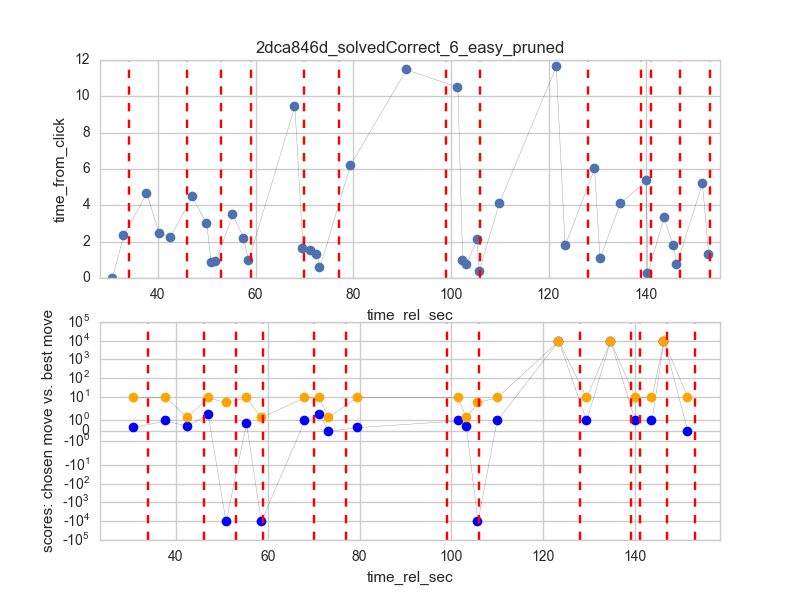 2dca846d_solvedCorrect_6_easy_pruned
time_from_click
12
10
8
6
4
2
0
40 60 80 100 120 140
time_rel_sec
scores: chosen move vs. best move
10^5
10^4
10^3
10^2
10^1
10^0
0
-10^0
-10^1
-10^2
-10^3
-10^4
-10^5
40 60 80 100 120 140
time_rel_sec